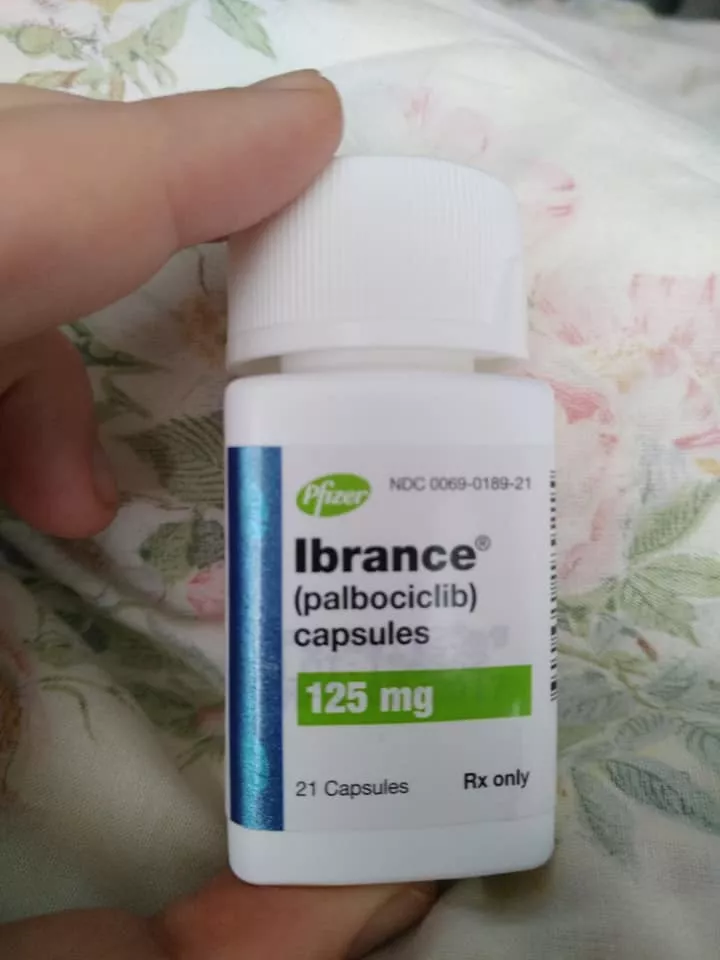 Pfizer
NDC 0069-0189-21
Ibrance®
(palbociclib)
capsules
125 mg
21 Capsules
Rx only